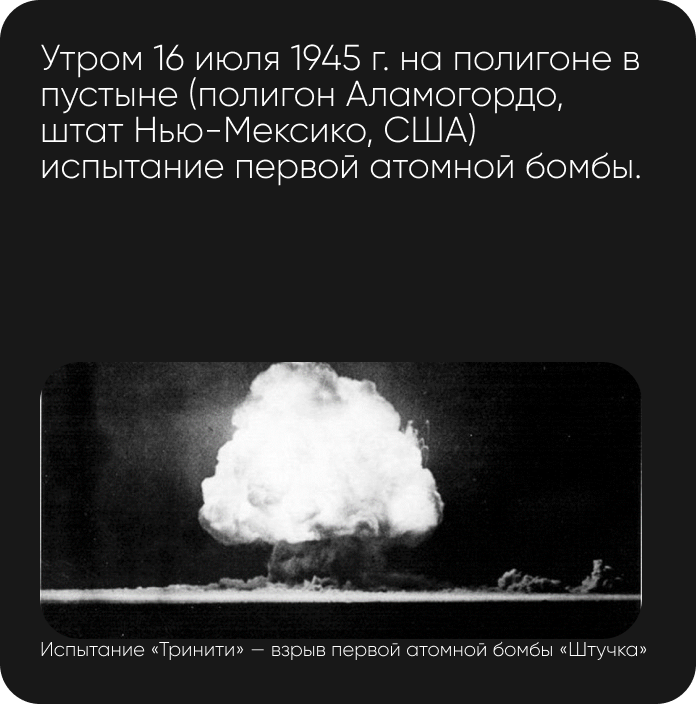 Утром 16 июля 1945 г. на полигоне в
пустыне (полигон Аламогордо,
штат Нью-Мексико, США)
испытание первой атомной бомбы.
Испытание «Тринити» — взрыв первой атомной бомбы «Штучка»